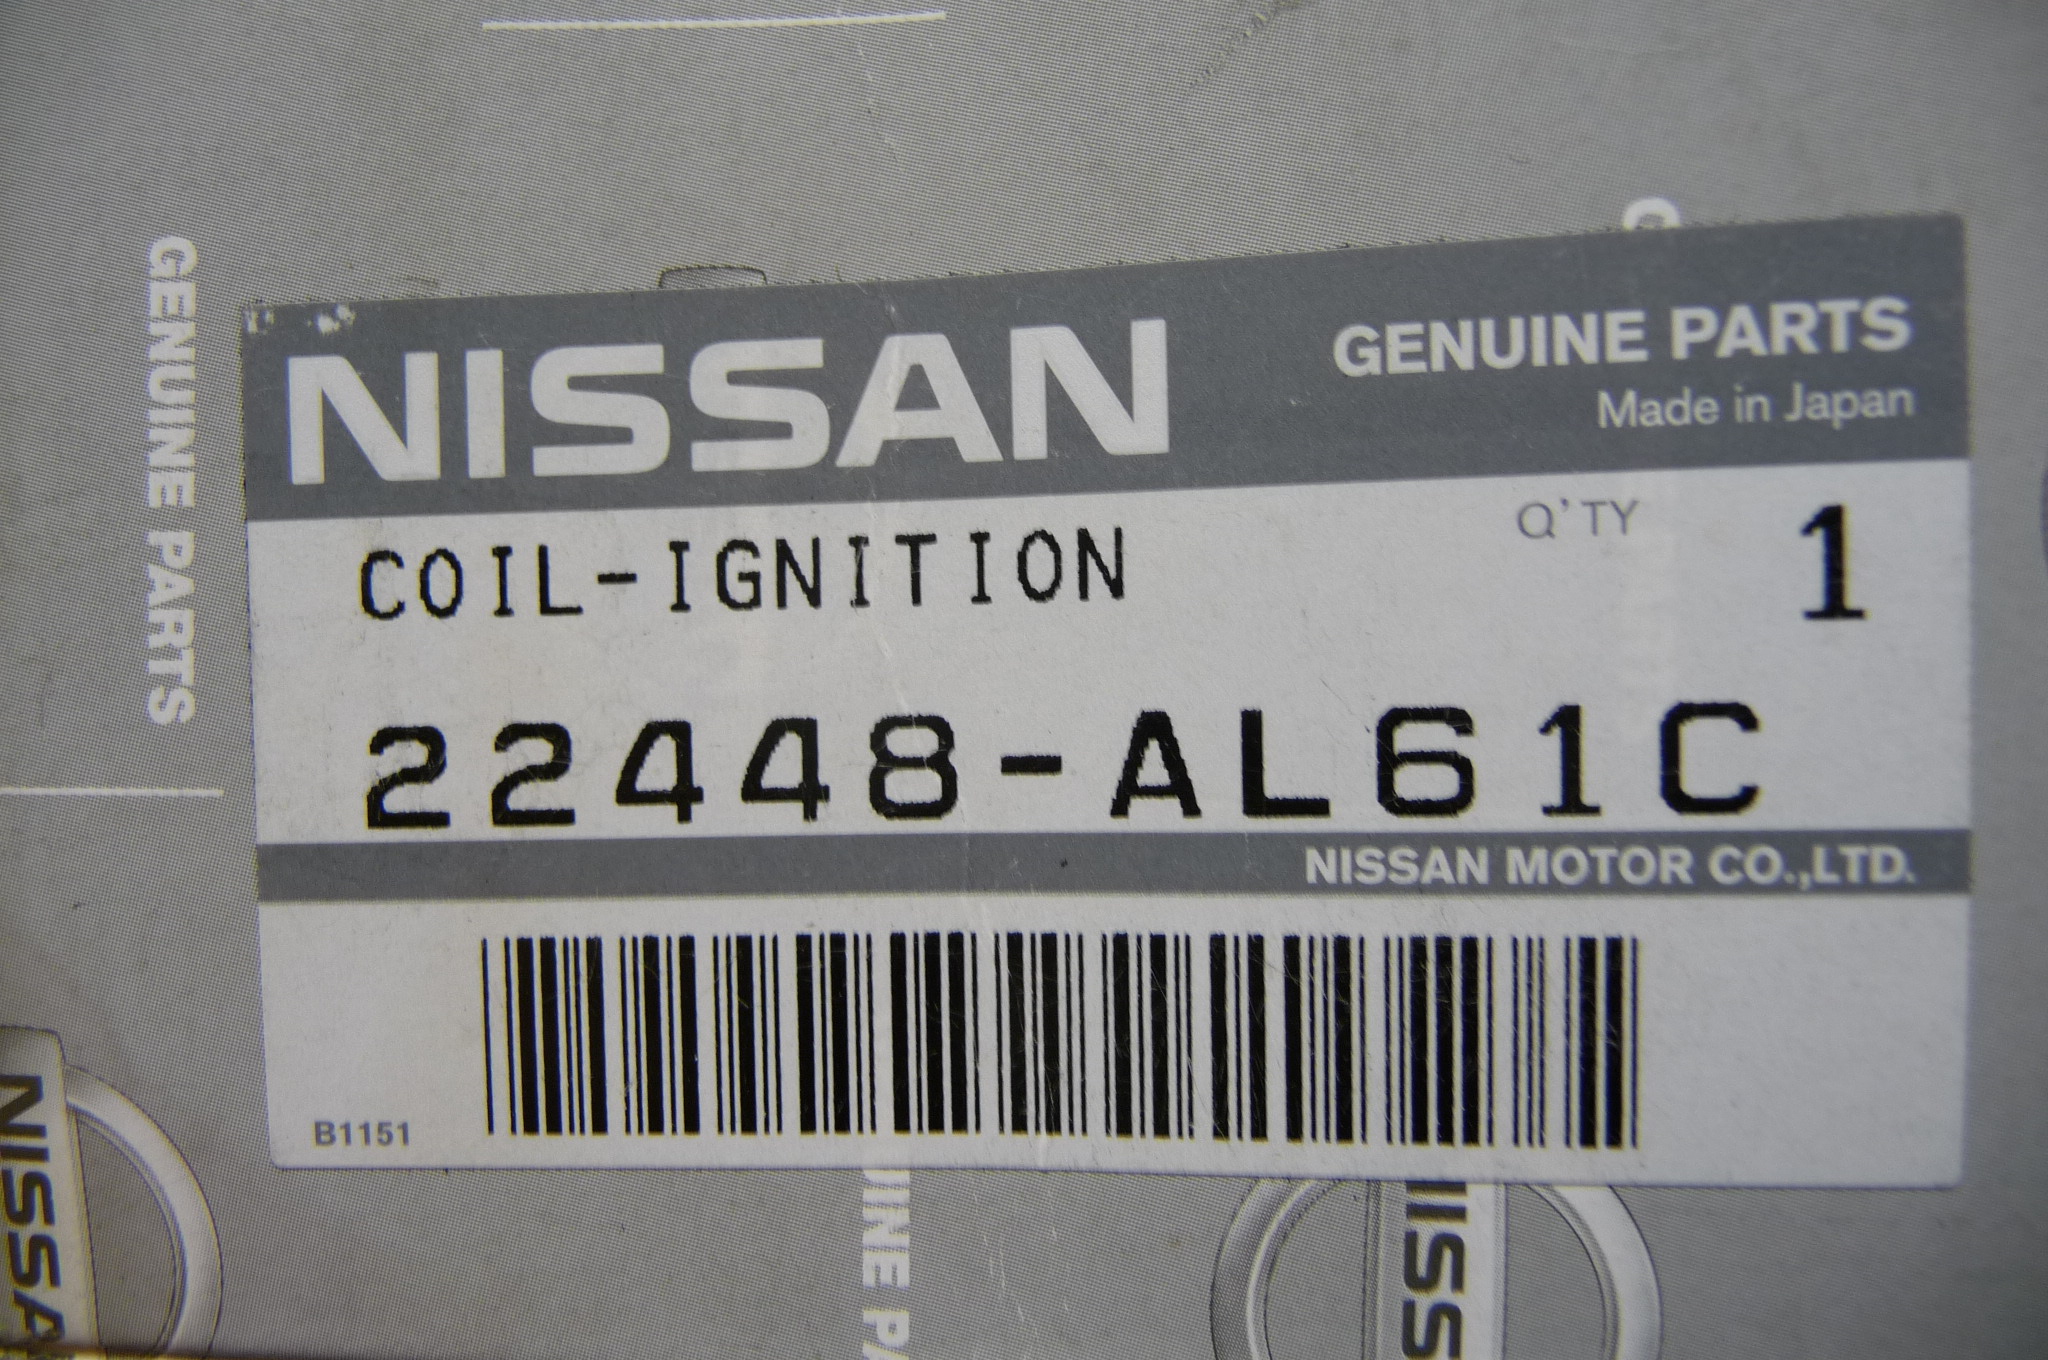 GENUINE PARTS
NISSAN
GENUINE PARTS
Made in Japan
COIL-IGNITION
Q'TY
1
22448-AL61C
NISSAN MOTOR CO.,LTD.
B1151
NISSA